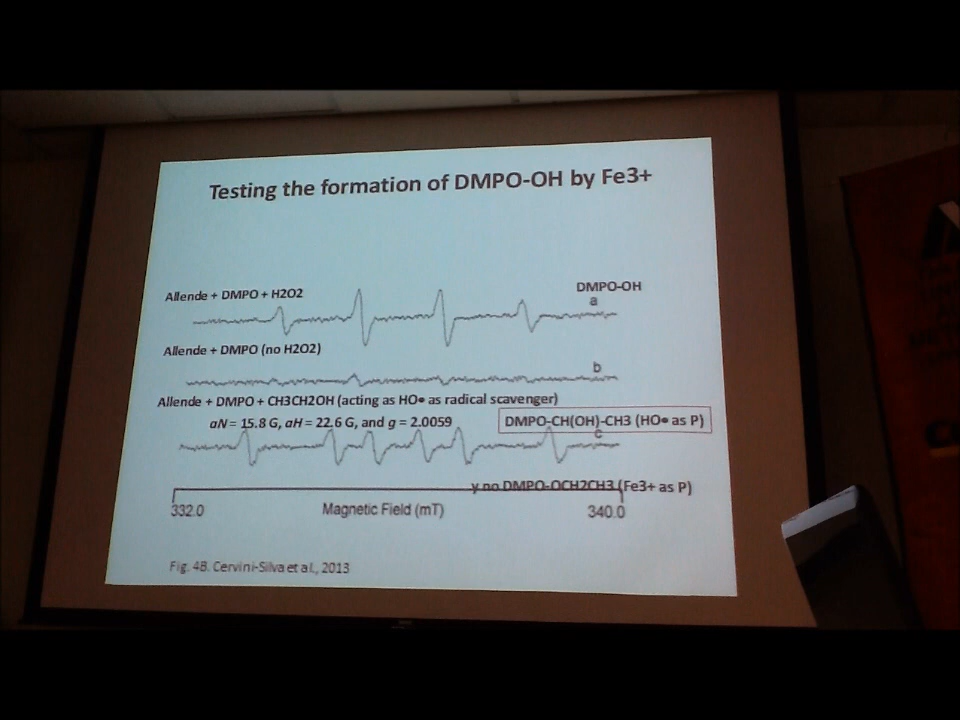 Testing the formation of DMPO-OH by Fe3+
Allende + DMPO + H2O2
DMPO-OH
a
Allende + DMPO (no H2O2)
b
Allende + DMPO + CH3CH2OH (acting as HO• as radical scavenger)
aN = 15.8 G, aH = 22.6 G, and g = 2.0059
DMPO-CH(OH)-CH3 (HO• as P)
c
y no DMPO-OCH2CH3 (Fe3+ as P)
332.0
Magnetic Field (mT)
340.0
Fig. 4B. Cervini-Silva et al., 2013